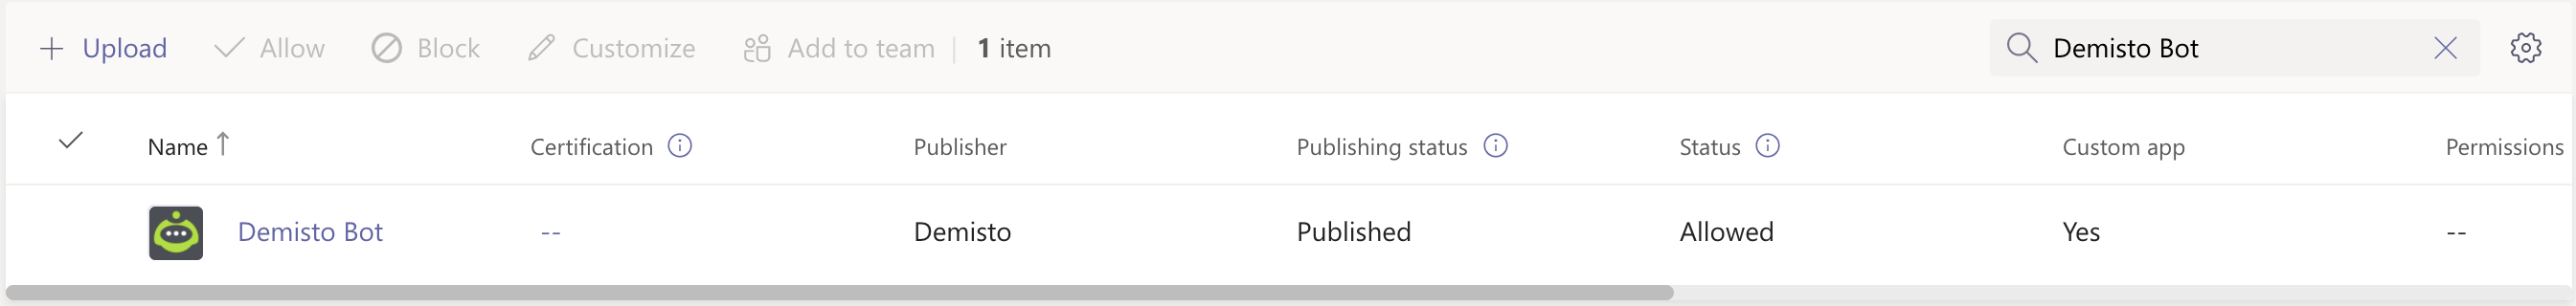 Upload Allow Block Customize Add to team 1 item Demisto Bot
Name Certification Publisher Publishing status Status Custom app Permissions
Demisto Bot -- Demisto Published Allowed Yes --